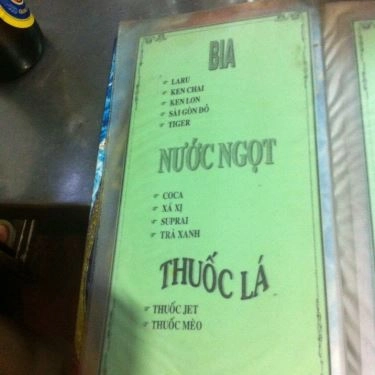 BIA
LARU
KEN CHAI
KEN LON
SÀI GÒN ĐỎ
TIGER
NƯỚC NGỌT
COCA
XÁ XỊ
SUPRAI
TRÀ XANH
THUỐC LÁ
THUỐC JET
THUỐC MÈO